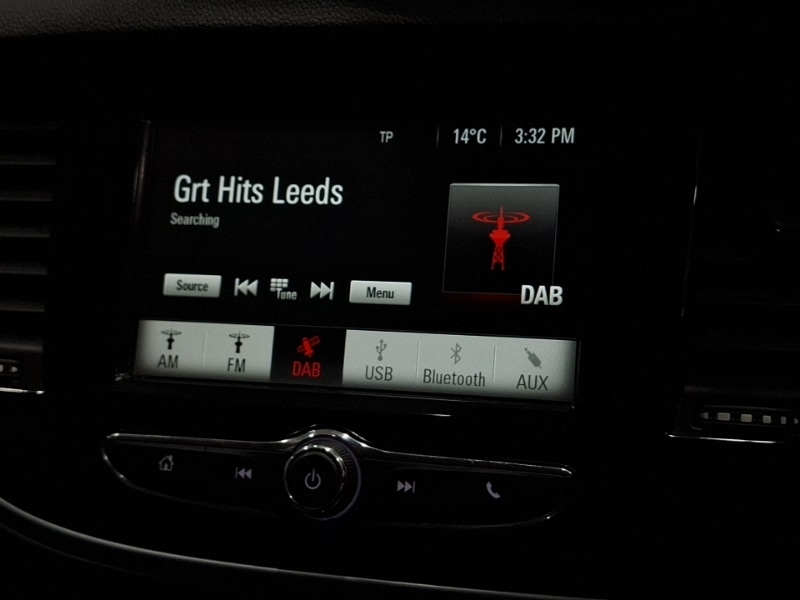 TP 14°C 3:32 PM
Grt Hits Leeds
Searching
Source Tune Menu
DAB
AM FM DAB USB Bluetooth AUX